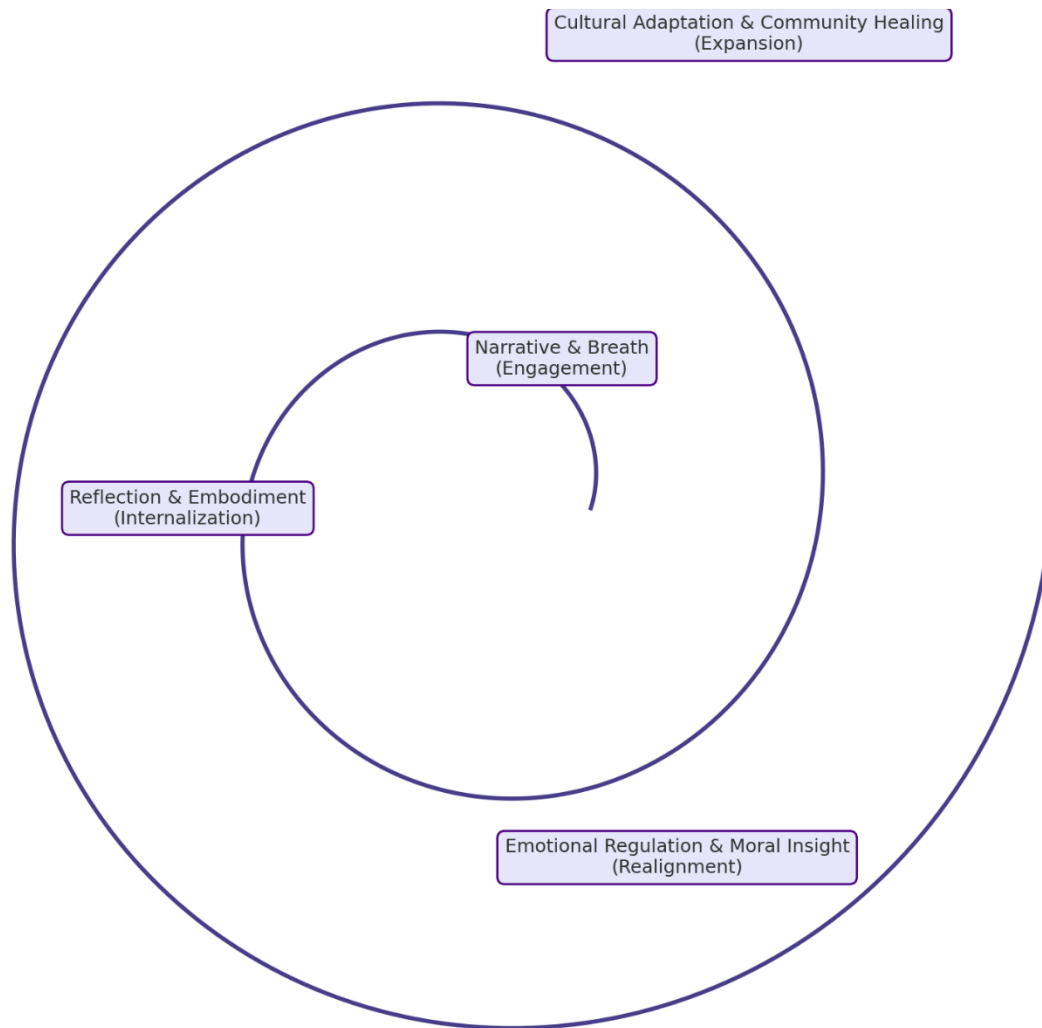 Cultural Adaptation & Community Healing
(Expansion)
Narrative & Breath
(Engagement)
Reflection & Embodiment
(Internalization)
Emotional Regulation & Moral Insight
(Realignment)